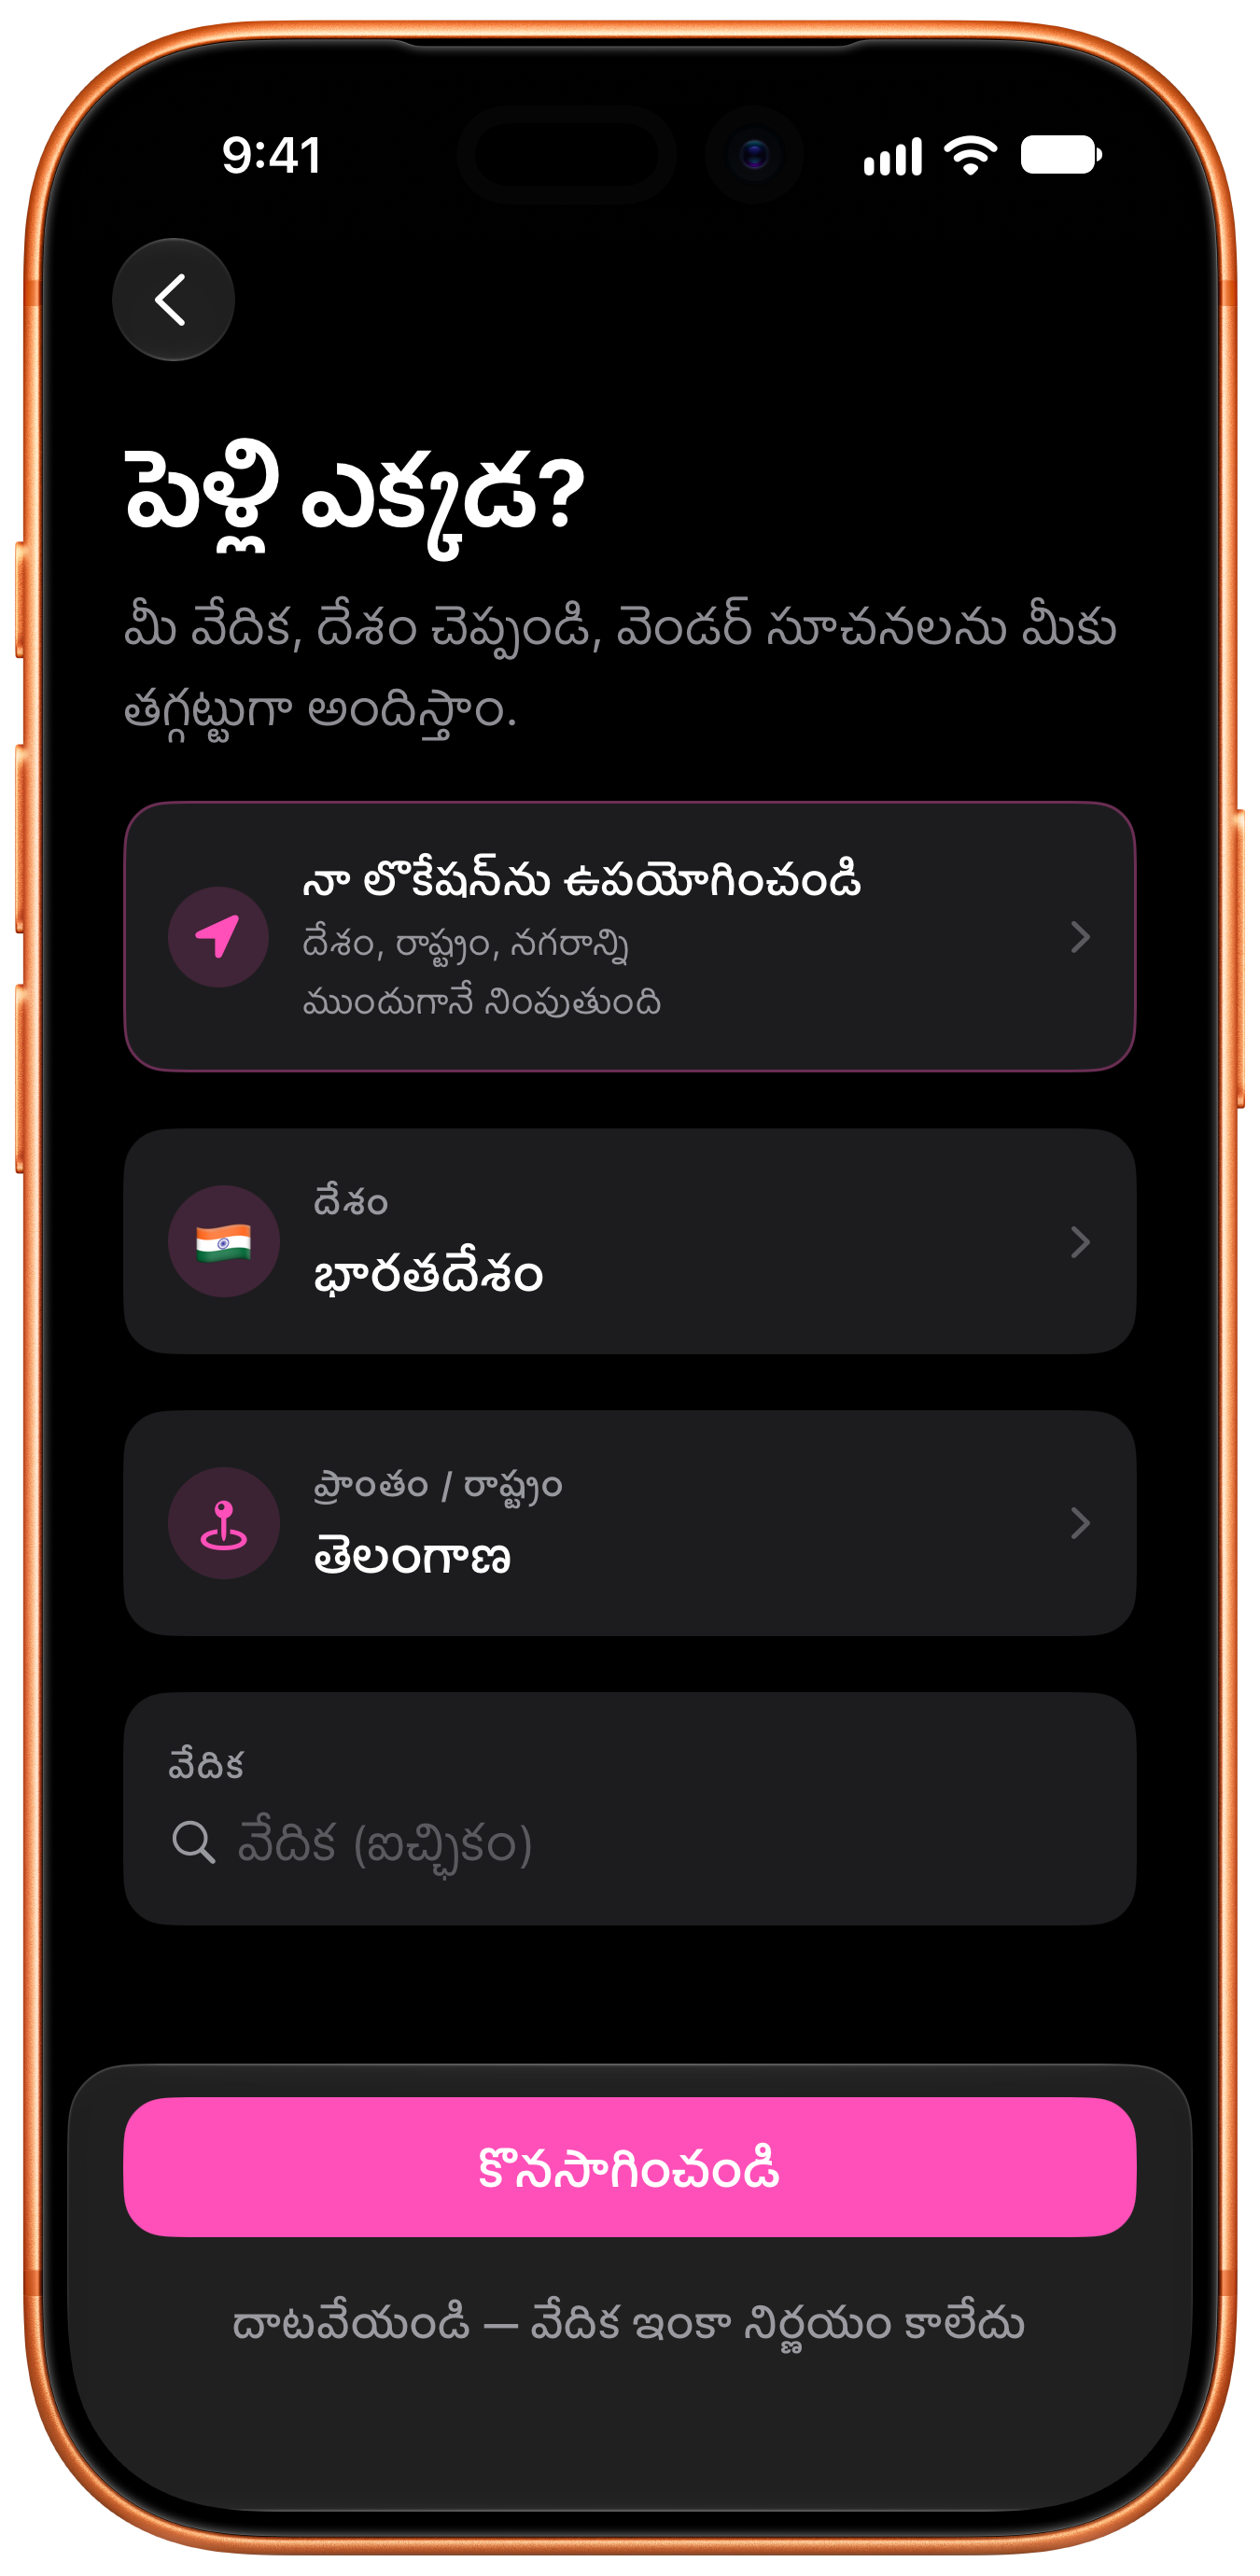 9:41
పెళ్లి ఎక్కడ?
మీ వేదిక, దేశం చెప్పండి, వెండర్ సూచనలను మీకు
తగ్గట్టుగా అందిస్తాం.
నా లొకేషన్‌ను ఉపయోగించండి
దేశం, రాష్ట్రం, నగరాన్ని
ముందుగానే నింపుతుంది
దేశం
భారతదేశం
ప్రాంతం / రాష్ట్రం
తెలంగాణ
వేదిక
వేదిక (ఐచ్ఛికం)
కొనసాగించండి
దాటవేయండి — వేదిక ఇంకా నిర్ణయం కాలేదు